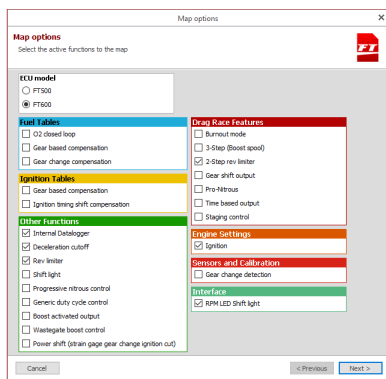 Map options
×
Map options
Select the active functions to the map
FT
ECU model
FT500
FT600
Fuel Tables
O2 closed loop
Gear based compensation
Gear change compensation
Ignition Tables
Gear based compensation
Ignition timing shift compensation
Other Functions
Internal Datalogger
Deceleration cutoff
Rev limiter
Shift light
Progressive nitrous control
Generic duty cycle control
Boost activated output
Wastegate boost control
Power shift (strain gage gear change ignition cut)
Drag Race Features
Burnout mode
3-Step (Boost spool)
2-Step rev limiter
Gear shift output
Pro-Nitrous
Time based output
Staging control
Engine Settings
Ignition
Sensors and Calibration
Gear change detection
Interface
RPM LED Shift light
Cancel
< Previous
Next >